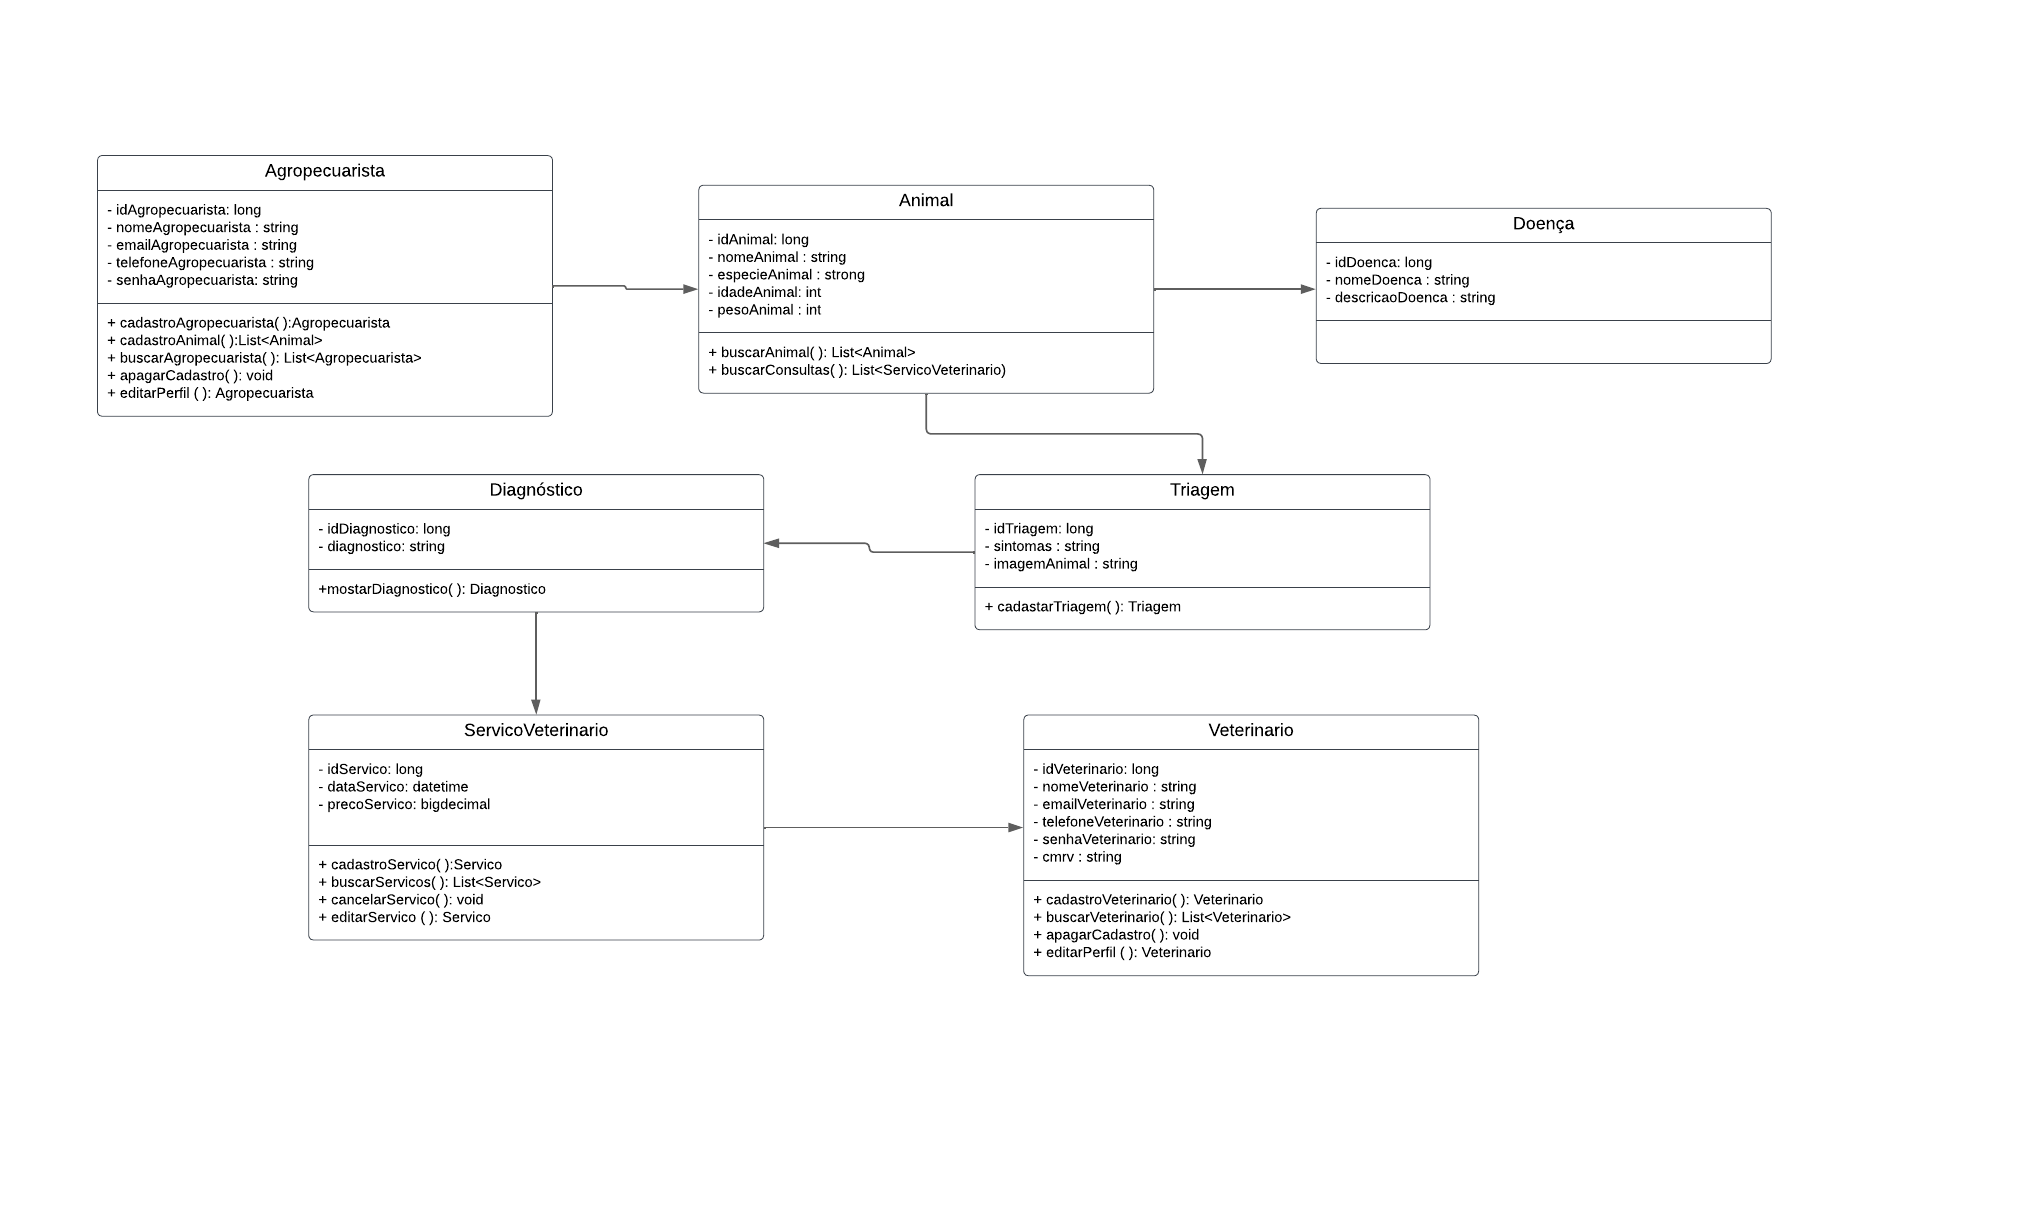 Agropecuarista
- idAgropecuarista: long
- nomeAgropecuarista : string
- emailAgropecuarista : string
- telefoneAgropecuarista : string
- senhaAgropecuarista: string
+ cadastroAgropecuarista( ):Agropecuarista
+ cadastroAnimal( ):List<Animal>
+ buscarAgropecuarista( ): List<Agropecuarista>
+ apagarCadastro( ): void
+ editarPerfil ( ): Agropecuarista
Animal
- idAnimal: long
- nomeAnimal : string
- especieAnimal : strong
- idadeAnimal: int
- pesoAnimal : int
+ buscarAnimal( ): List<Animal>
+ buscarConsultas( ): List<ServicoVeterinario)
Doença
- idDoenca: long
- nomeDoenca : string
- descricaoDoenca : string
Diagnóstico
- idDiagnostico: long
- diagnostico: string
+mostarDiagnostico( ): Diagnostico
Triagem
- idTriagem: long
- sintomas : string
- imagemAnimal : string
+ cadastarTriagem( ): Triagem
ServicoVeterinario
- idServico: long
- dataServico: datetime
- precoServico: bigdecimal
+ cadastroServico( ):Servico
+ buscarServicos( ): List<Servico>
+ cancelarServico( ): void
+ editarServico ( ): Servico
Veterinario
- idVeterinario: long
- nomeVeterinario : string
- emailVeterinario : string
- telefoneVeterinario : string
- senhaVeterinario: string
- cmrv : string
+ cadastroVeterinario( ): Veterinario
+ buscarVeterinario( ): List<Veterinario>
+ apagarCadastro( ): void
+ editarPerfil ( ): Veterinario